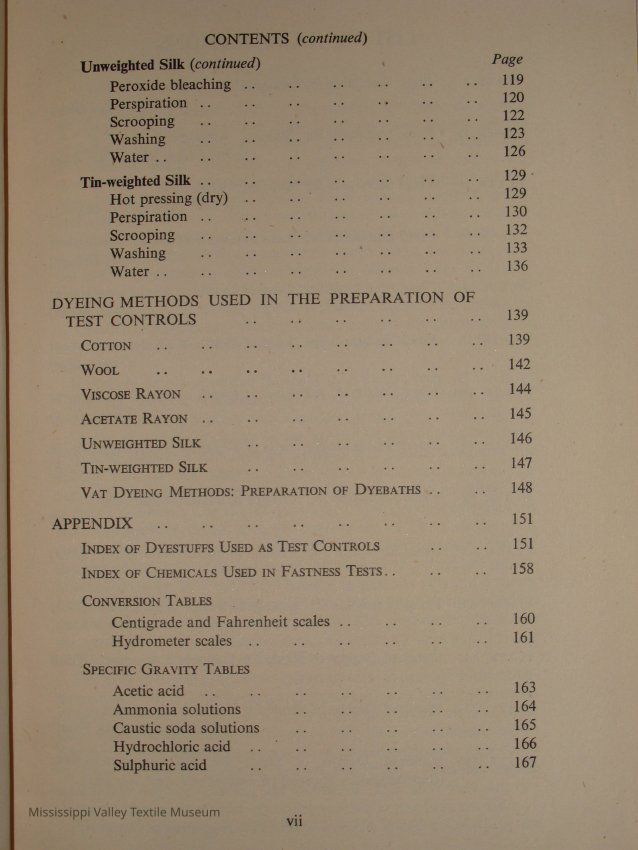 CONTENTS (continued)
Unweighted Silk (continued) Page
Peroxide bleaching .. .. .. .. .. .. 119
Perspiration .. .. .. .. .. .. .. 120
Scrooping .. .. .. .. .. .. .. 122
Washing .. .. .. .. .. .. .. 123
Water .. .. .. .. .. .. .. .. 126
Tin-weighted Silk .. .. .. .. .. .. .. 129
Hot pressing (dry) .. .. .. .. .. .. 129
Perspiration .. .. .. .. .. .. .. 130
Scrooping .. .. .. .. .. .. .. 132
Washing .. .. .. .. .. .. .. 133
Water .. .. .. .. .. .. .. .. 136
DYEING METHODS USED IN THE PREPARATION OF
TEST CONTROLS .. .. .. .. .. .. 139
COTTON .. .. .. .. .. .. .. .. 139
WOOL .. .. .. .. .. .. .. .. 142
VISCOSE RAYON .. .. .. .. .. .. .. 144
ACETATE RAYON .. .. .. .. .. .. .. 145
UNWEIGHTED SILK .. .. .. .. .. .. 146
TIN-WEIGHTED SILK .. .. .. .. .. .. 147
VAT DYEING METHODS: PREPARATION OF DYEBATHS .. .. 148
APPENDIX .. .. .. .. .. .. .. .. 151
INDEX OF DYESTUFFS USED AS TEST CONTROLS .. .. 151
INDEX OF CHEMICALS USED IN FASTNESS TESTS .. .. .. 158
CONVERSION TABLES
Centigrade and Fahrenheit scales .. .. .. .. 160
Hydrometer scales .. .. .. .. .. .. 161
SPECIFIC GRAVITY TABLES
Acetic acid .. .. .. .. .. .. .. 163
Ammonia solutions .. .. .. .. .. 164
Caustic soda solutions .. .. .. .. .. 165
Hydrochloric acid .. .. .. .. .. .. 166
Sulphuric acid .. .. .. .. .. .. 167
Mississippi Valley Textile Museum
vii